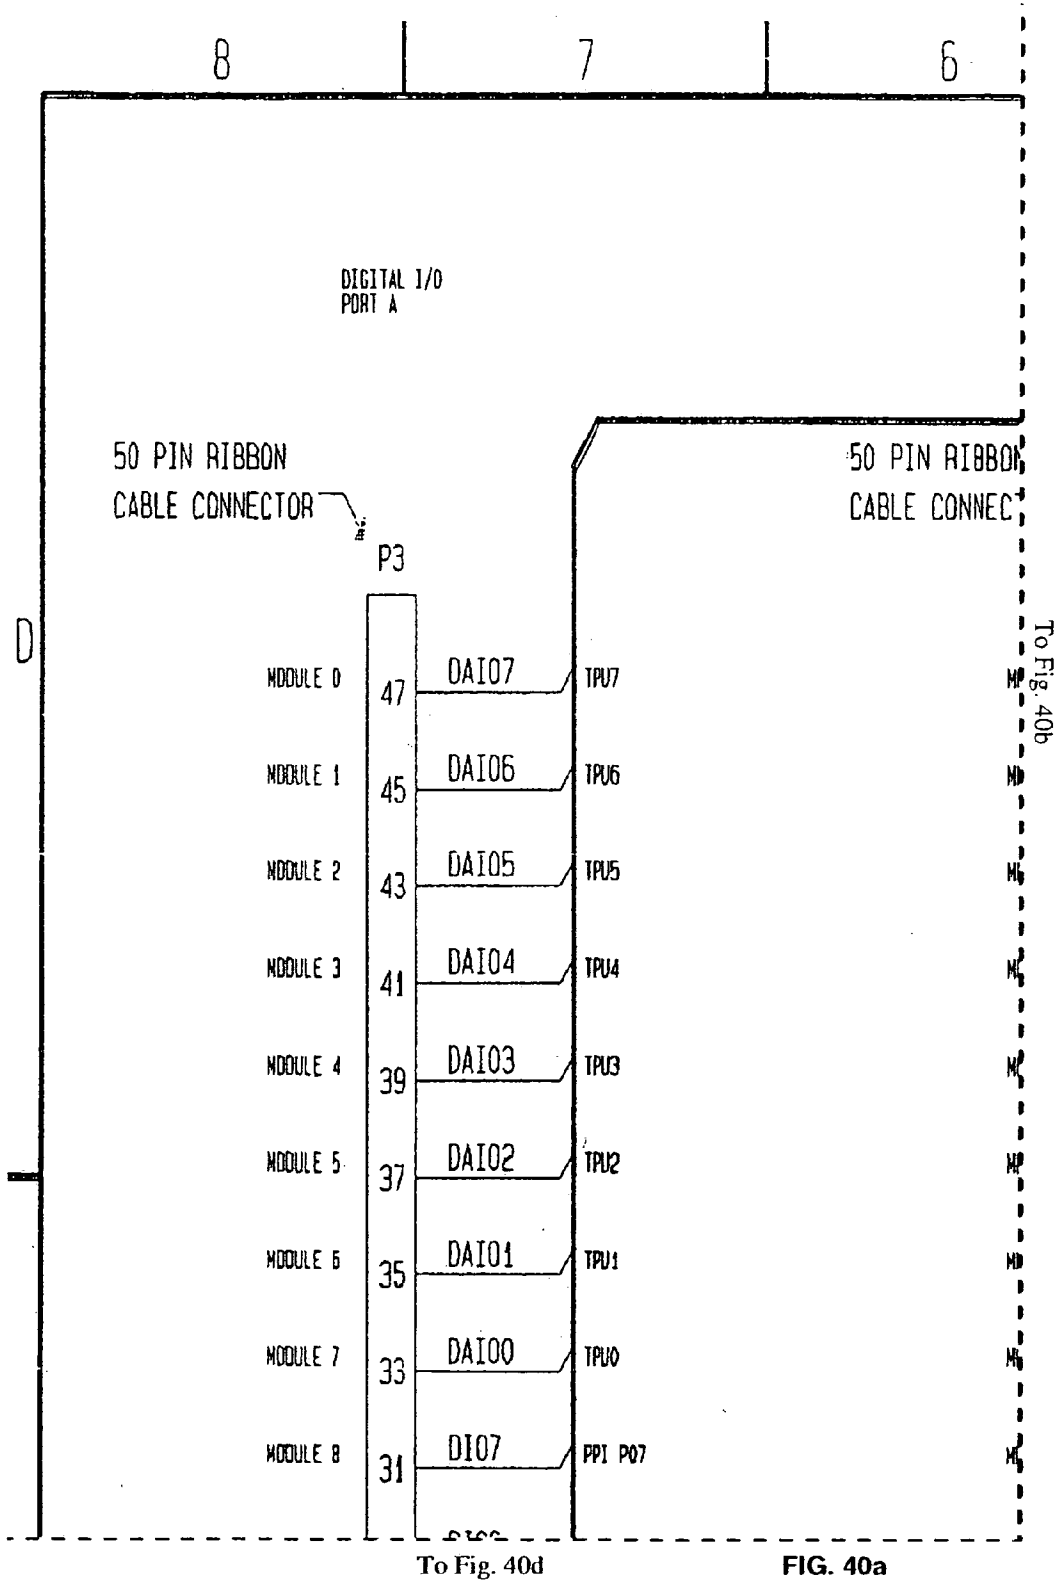 8 7 6
DIGITAL I/O
PORT A
50 PIN RIBBON
CABLE CONNECTOR
50 PIN RIBBON
CABLE CONNEC
P3
D
To Fig. 40b
MODULE 0 47 DAI07 TPU7
MODULE 1 45 DAI06 TPU6
MODULE 2 43 DAI05 TPU5
MODULE 3 41 DAI04 TPU4
MODULE 4 39 DAI03 TPU3
MODULE 5 37 DAI02 TPU2
MODULE 6 35 DAI01 TPU1
MODULE 7 33 DAI00 TPU0
MODULE 8 31 DI07 PPI P07
To Fig. 40d
FIG. 40a